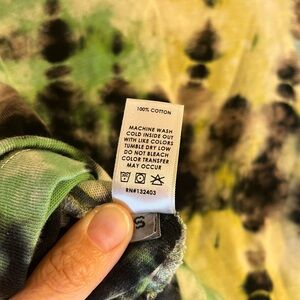 100% COTTON
MACHINE WASH
COLD INSIDE OUT
WITH LIKE COLORS
TUMBLE DRY LOW
DO NOT BLEACH
COLOR TRANSFER
MAY OCCUR
RN#132403
S